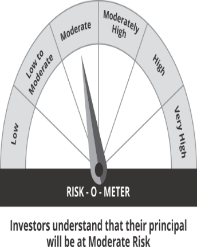 Low
Low to
Moderate
Moderate
Moderately
High
High
Very High
RISK - O - METER
Investors understand that their principal
will be at Moderate Risk